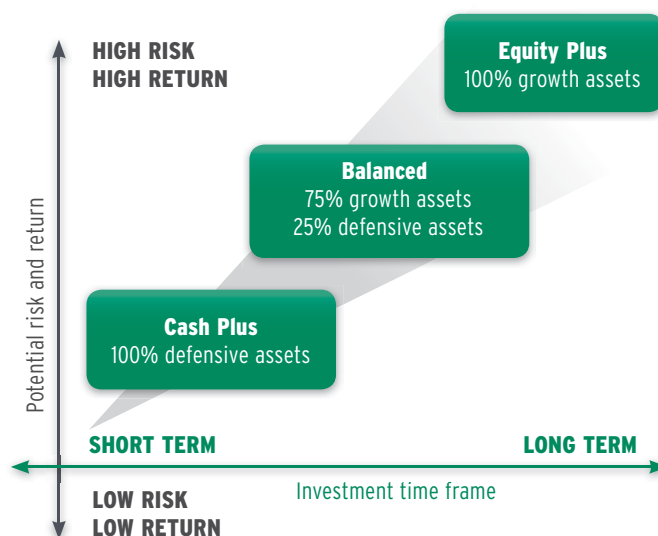 HIGH RISK
HIGH RETURN
Equity Plus
100% growth assets
Balanced
75% growth assets
25% defensive assets
Cash Plus
100% defensive assets
Potential risk and return
SHORT TERM
LONG TERM
Investment time frame
LOW RISK
LOW RETURN